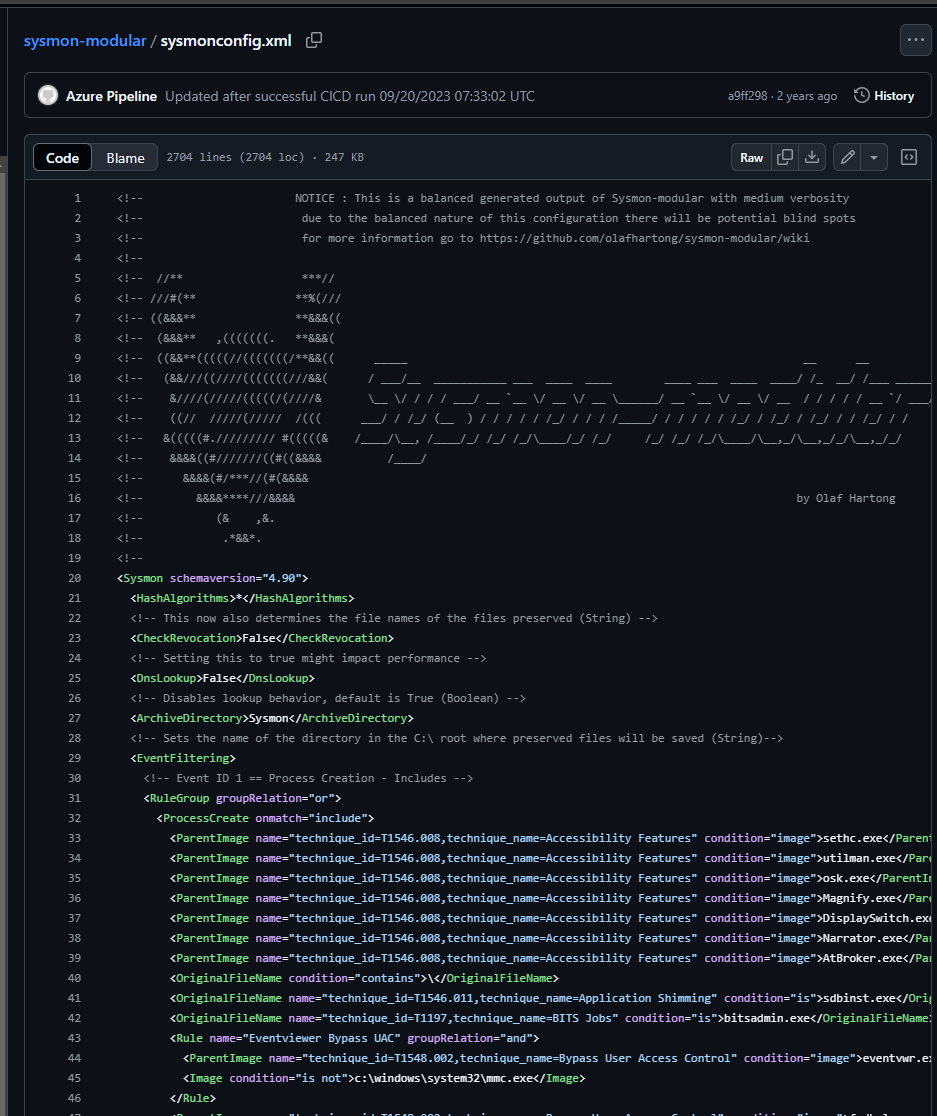 sysmon-modular / sysmonconfig.xml
Azure Pipeline Updated after successful CICD run 09/20/2023 07:33:02 UTC a9ff298 · 2 years ago History
Code Blame 2704 lines (2704 loc) · 247 KB Raw
1 <!-- NOTICE : This is a balanced generated output of Sysmon-modular with medium verbosity
2 <!-- due to the balanced nature of this configuration there will be potential blind spots
3 <!-- for more information go to https://github.com/olafhartong/sysmon-modular/wiki
4 <!--
5 <!-- //** ***//
6 <!-- ///#(** **%(///
7 <!-- ((&&&** **&&&((
8 <!-- (&&&** ,(((((((. **&&&(
9 <!-- ((&&**(((((//(((((((/**&&((
10 <!-- (&&///((////(((((((///&&(
11 <!-- &////(/////(((((/(////&
12 <!-- ((// /////(///// /(((
13 <!-- &(((((#.///////// #(((((&
14 <!-- &&&&((#///////((#((&&&&
15 <!-- &&&&(#/***//(#(&&&&
16 <!-- &&&&****///&&&& by Olaf Hartong
17 <!-- (& ,&.
18 <!-- .*&&*.
19 <!--
20 <Sysmon schemaversion="4.90">
21 <HashAlgorithms>*</HashAlgorithms>
22 <!-- This now also determines the file names of the files preserved (String) -->
23 <CheckRevocation>False</CheckRevocation>
24 <!-- Setting this to true might impact performance -->
25 <DnsLookup>False</DnsLookup>
26 <!-- Disables lookup behavior, default is True (Boolean) -->
27 <ArchiveDirectory>Sysmon</ArchiveDirectory>
28 <!-- Sets the name of the directory in the C:\ root where preserved files will be saved (String)-->
29 <EventFiltering>
30 <!-- Event ID 1 == Process Creation - Includes -->
31 <RuleGroup groupRelation="or">
32 <ProcessCreate onmatch="include">
33 <ParentImage name="technique_id=T1546.008,technique_name=Accessibility Features" condition="image">sethc.exe</Paren
34 <ParentImage name="technique_id=T1546.008,technique_name=Accessibility Features" condition="image">utilman.exe</Par
35 <ParentImage name="technique_id=T1546.008,technique_name=Accessibility Features" condition="image">osk.exe</ParentI
36 <ParentImage name="technique_id=T1546.008,technique_name=Accessibility Features" condition="image">Magnify.exe</Par
37 <ParentImage name="technique_id=T1546.008,technique_name=Accessibility Features" condition="image">DisplaySwitch.ex
38 <ParentImage name="technique_id=T1546.008,technique_name=Accessibility Features" condition="image">Narrator.exe</Pa
39 <ParentImage name="technique_id=T1546.008,technique_name=Accessibility Features" condition="image">AtBroker.exe</Pa
40 <OriginalFileName condition="contains">\</OriginalFileName>
41 <OriginalFileName name="technique_id=T1546.011,technique_name=Application Shimming" condition="is">sdbinst.exe</Orig
42 <OriginalFileName name="technique_id=T1197,technique_name=BITS Jobs" condition="is">bitsadmin.exe</OriginalFileName>
43 <Rule name="Eventviewer Bypass UAC" groupRelation="and">
44 <ParentImage name="technique_id=T1548.002,technique_name=Bypass User Access Control" condition="image">eventvwr.ex
45 <Image condition="is not">c:\windows\system32\mmc.exe</Image>
46 </Rule>